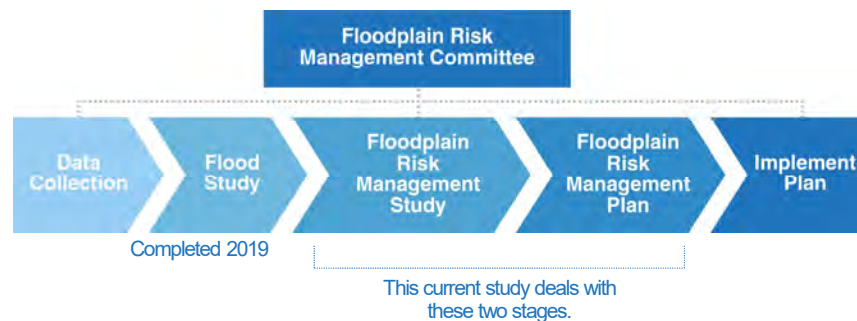 Floodplain Risk
Management Committee
Data
Collection
Flood
Study
Floodplain
Risk
Management
Study
Floodplain
Risk
Management
Plan
Implement
Plan
Completed 2019
This current study deals with
these two stages.